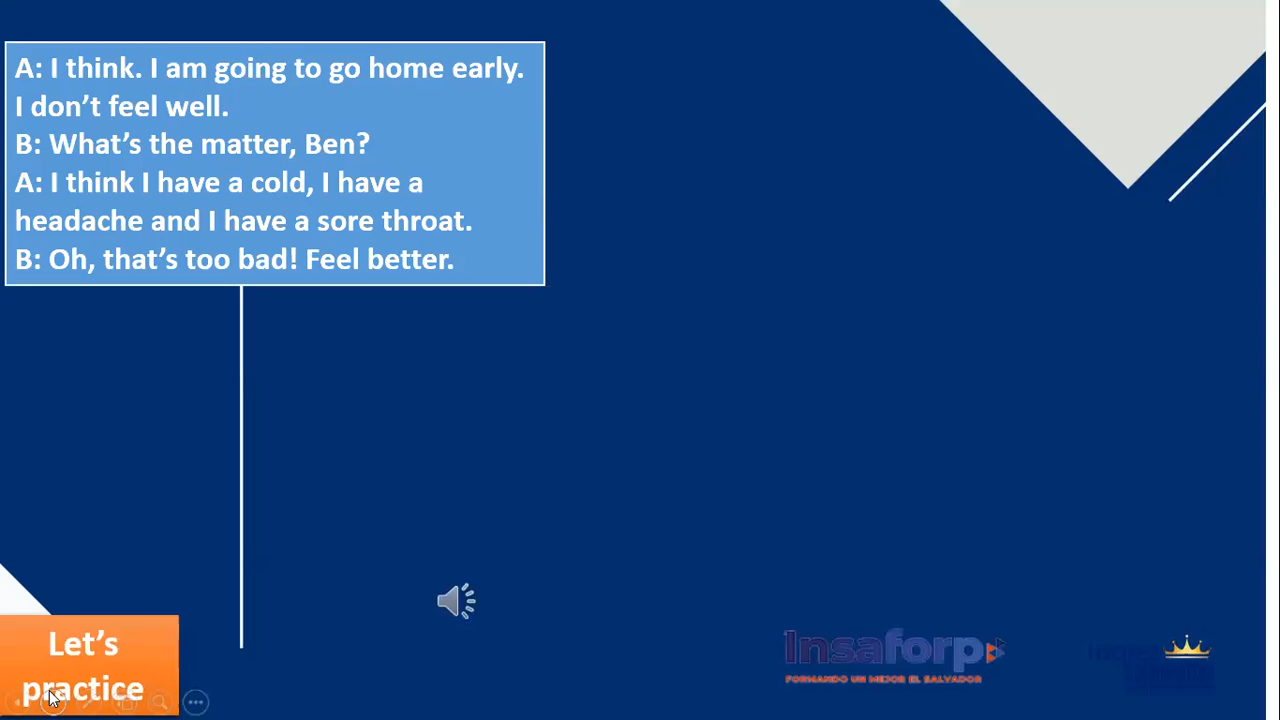 A: I think. I am going to go home early.
I don't feel well.
B: What's the matter, Ben?
A: I think I have a cold, I have a
headache and I have a sore throat.
B: Oh, that's too bad! Feel better.
Let's
practice
Insaforp
FORMANDO UN MEJOR EL SALVADOR